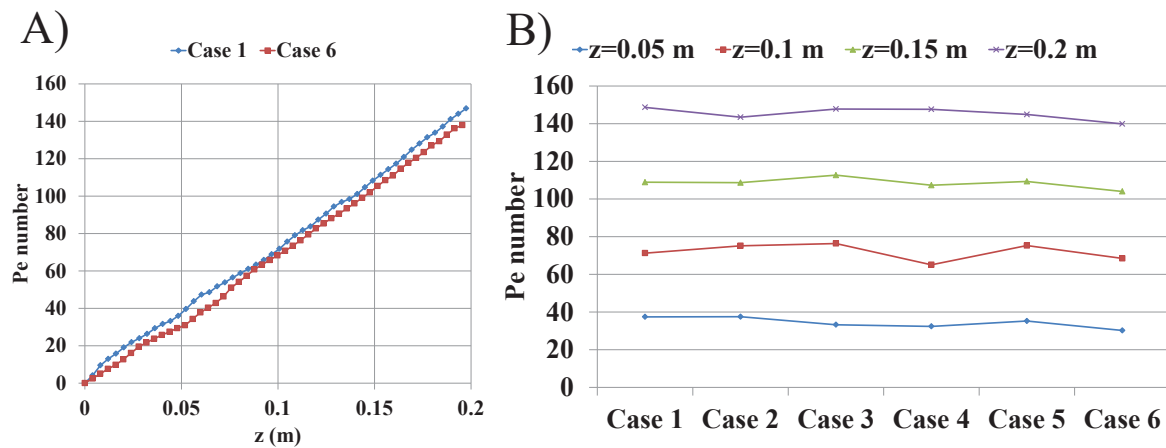 A)
Case 1 Case 6
160
140
120
100
80
60
40
20
0
Pe number
0 0.05 0.1 0.15 0.2
z (m)
B)
z=0.05 m z=0.1 m z=0.15 m z=0.2 m
160
140
120
100
80
60
40
20
0
Pe number
Case 1 Case 2 Case 3 Case 4 Case 5 Case 6